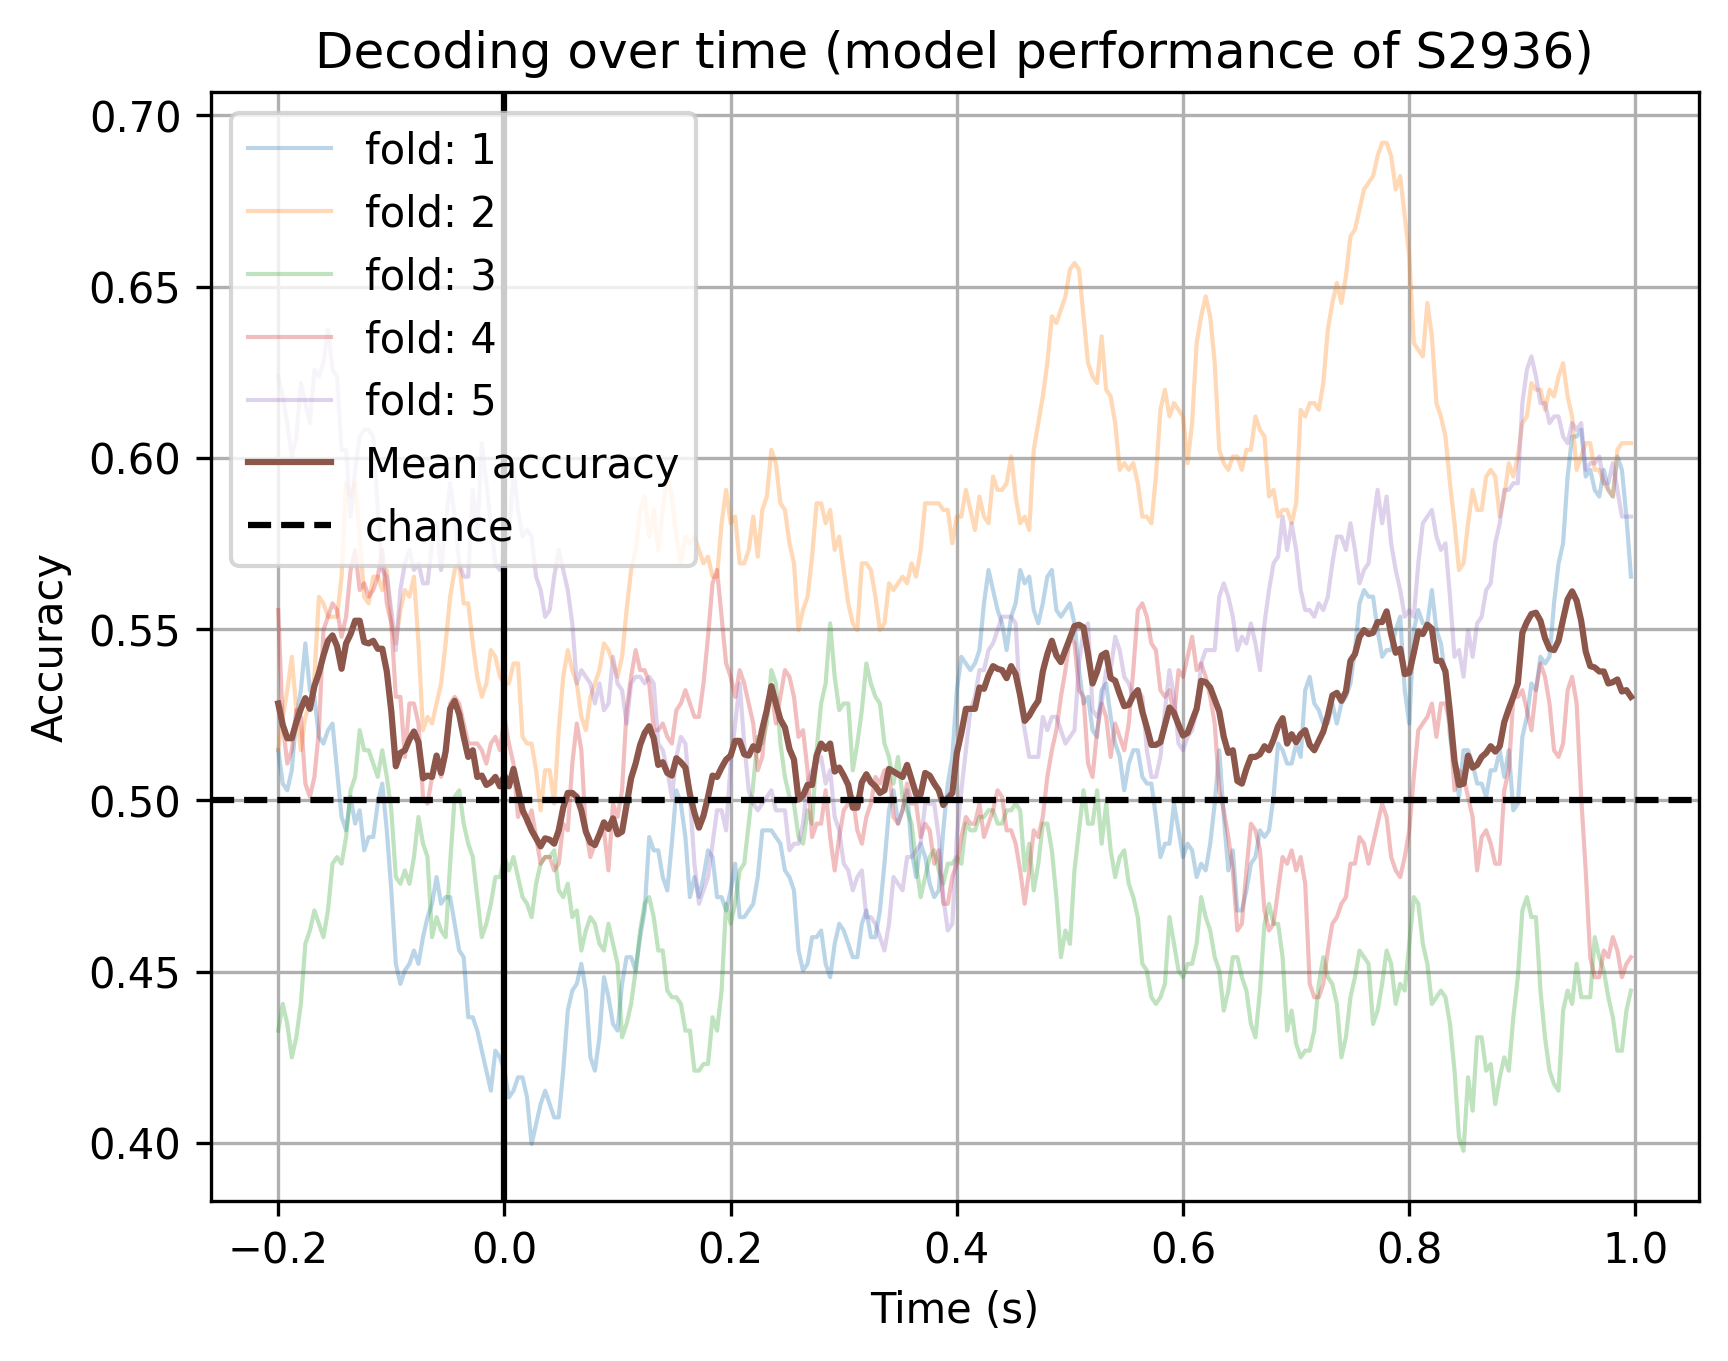 Decoding over time (model performance of S2936)
0.70
0.65
0.60
0.55
0.50
0.45
0.40
Accuracy
fold: 1
fold: 2
fold: 3
fold: 4
fold: 5
Mean accuracy
chance
−0.2 0.0 0.2 0.4 0.6 0.8 1.0
Time (s)